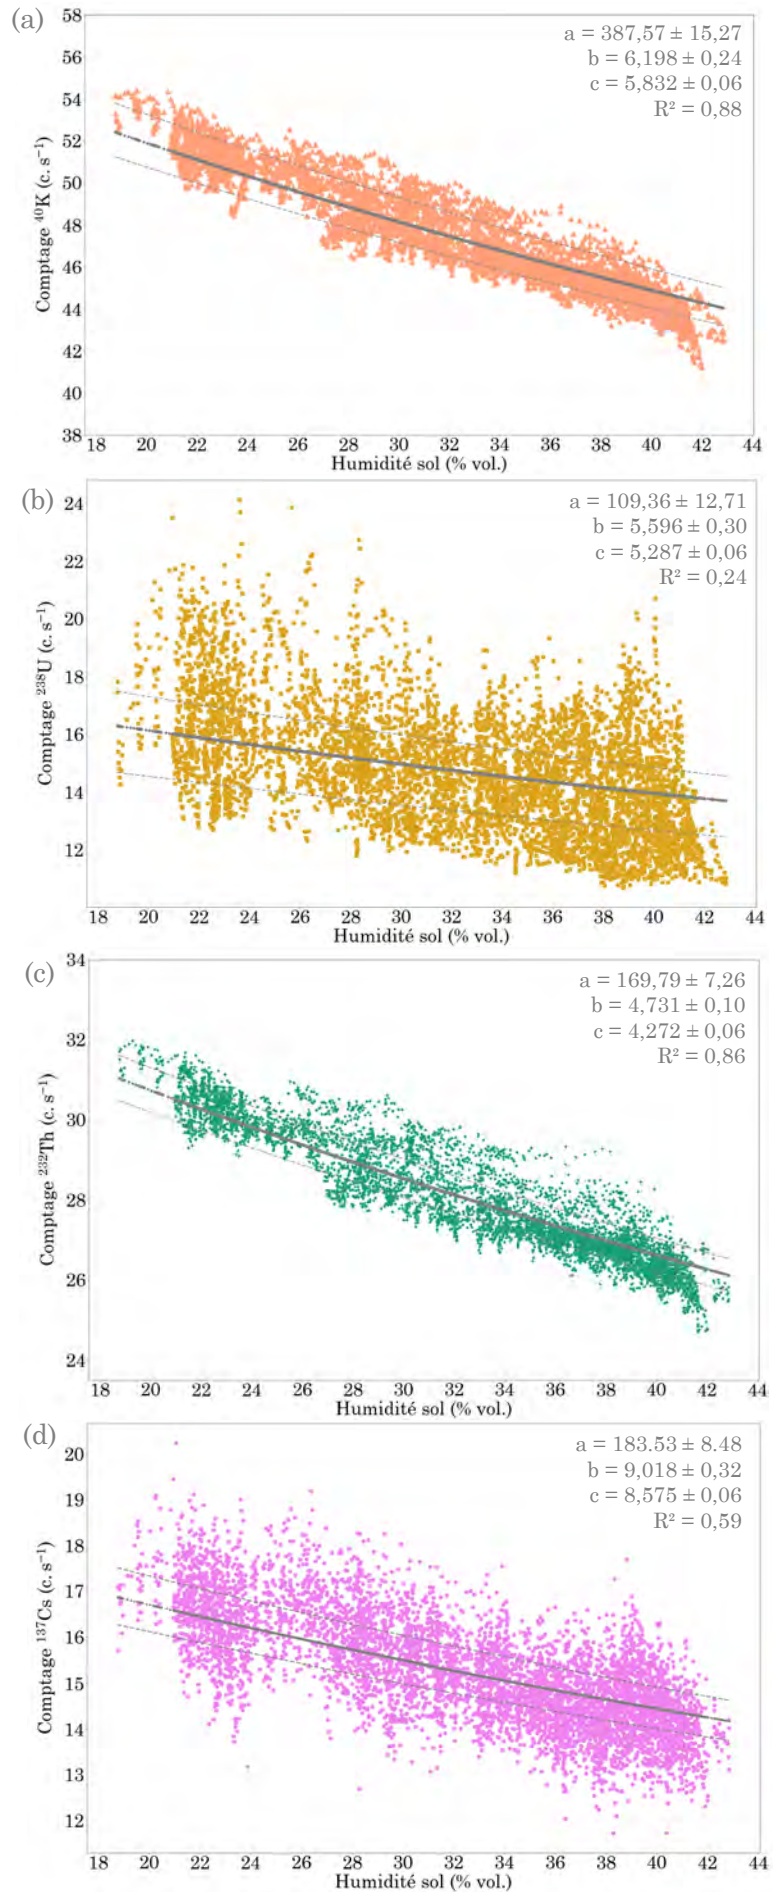 (a)
58
56
54
52
50
48
46
44
42
40
38
Comptage ⁴⁰K (c. s⁻¹)
a = 387,57 ± 15,27
b = 6,198 ± 0,24
c = 5,832 ± 0,06
R² = 0,88
18 20 22 24 26 28 30 32 34 36 38 40 42 44
Humidité sol (% vol.)
(b)
24
22
20
18
16
14
12
Comptage ²³⁸U (c. s⁻¹)
a = 109,36 ± 12,71
b = 5,596 ± 0,30
c = 5,287 ± 0,06
R² = 0,24
18 20 22 24 26 28 30 32 34 36 38 40 42 44
Humidité sol (% vol.)
(c)
34
32
30
28
26
24
Comptage ²³²Th (c. s⁻¹)
a = 169,79 ± 7,26
b = 4,731 ± 0,10
c = 4,272 ± 0,06
R² = 0,86
18 20 22 24 26 28 30 32 34 36 38 40 42 44
Humidité sol (% vol.)
(d)
20
19
18
17
16
15
14
13
12
Comptage ¹³⁷Cs (c. s⁻¹)
a = 183.53 ± 8.48
b = 9,018 ± 0,32
c = 8,575 ± 0,06
R² = 0,59
18 20 22 24 26 28 30 32 34 36 38 40 42 44
Humidité sol (% vol.)